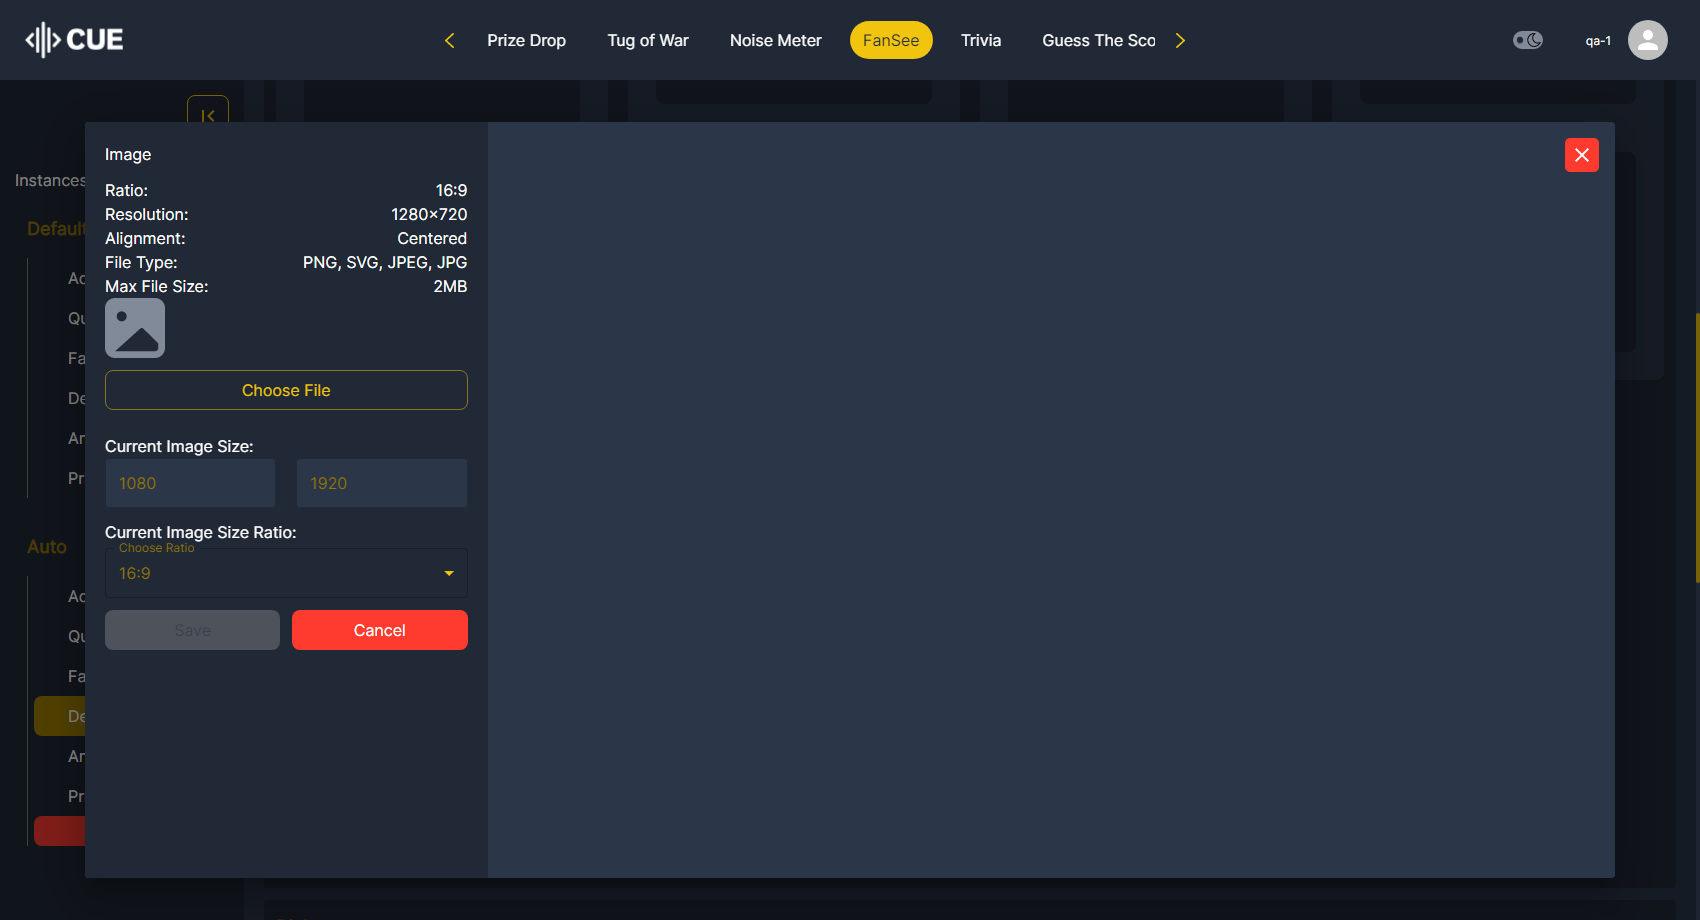 CUE
Prize Drop
Tug of War
Noise Meter
FanSee
Trivia
Guess The Sco
qa-1
Instances
Default
Ac
Qu
Fa
De
Ar
Pr
Auto
Ac
Qu
Fa
De
Ar
Pr
Image
Ratio: 16:9
Resolution: 1280×720
Alignment: Centered
File Type: PNG, SVG, JPEG, JPG
Max File Size: 2MB
Choose File
Current Image Size:
1080 1920
Current Image Size Ratio:
Choose Ratio
16:9
Save Cancel